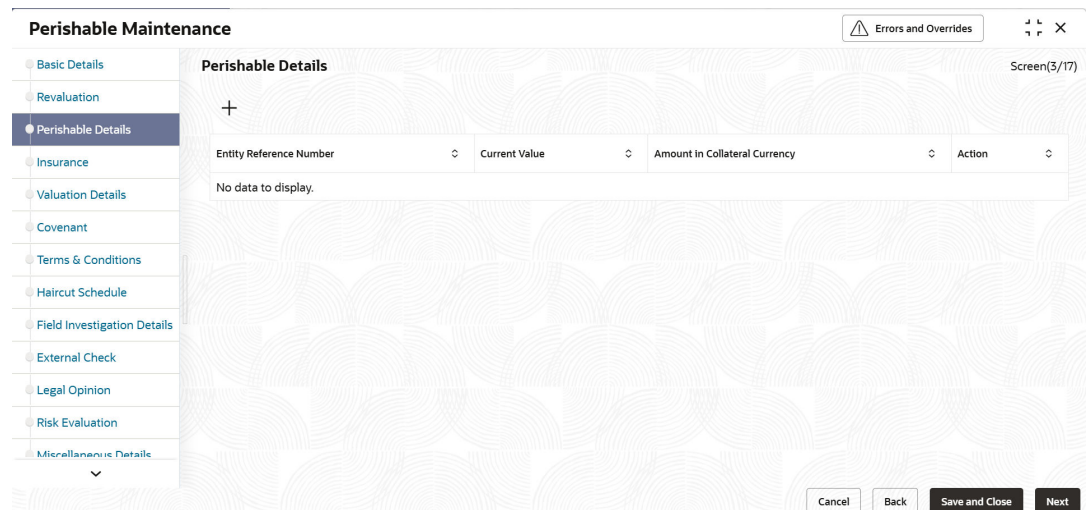 Perishable Maintenance
Errors and Overrides
Basic Details
Revaluation
Perishable Details
Insurance
Valuation Details
Covenant
Terms & Conditions
Haircut Schedule
Field Investigation Details
External Check
Legal Opinion
Risk Evaluation
Miscellaneous Details
Perishable Details
Screen(3/17)
Entity Reference Number Current Value Amount in Collateral Currency Action
No data to display.
Cancel Back Save and Close Next